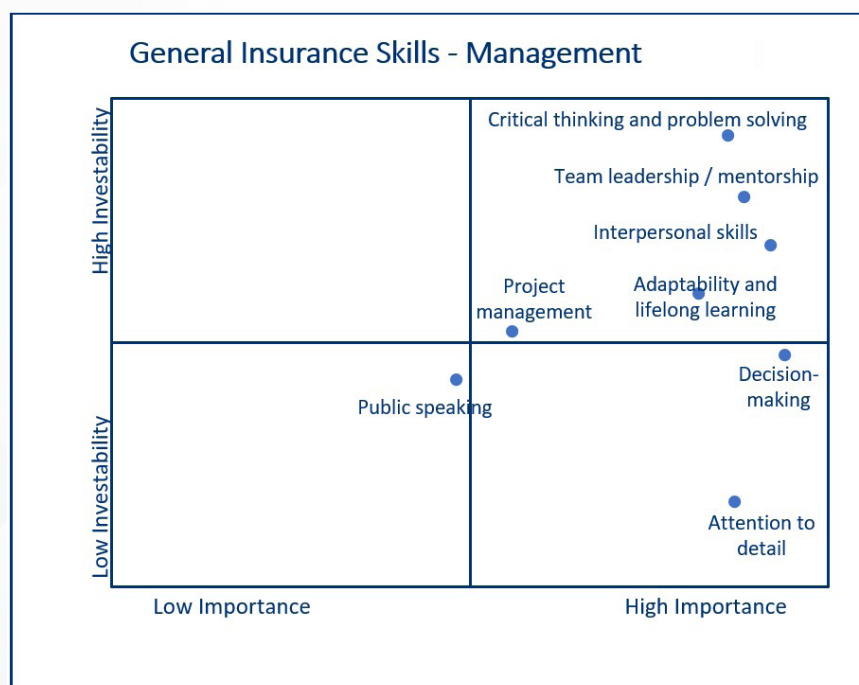 General Insurance Skills - Management
High Investability
Low Investability
Critical thinking and problem solving
Team leadership / mentorship
Interpersonal skills
Project
management
Adaptability and
lifelong learning
Decision-
making
Public speaking
Attention to
detail
Low Importance
High Importance